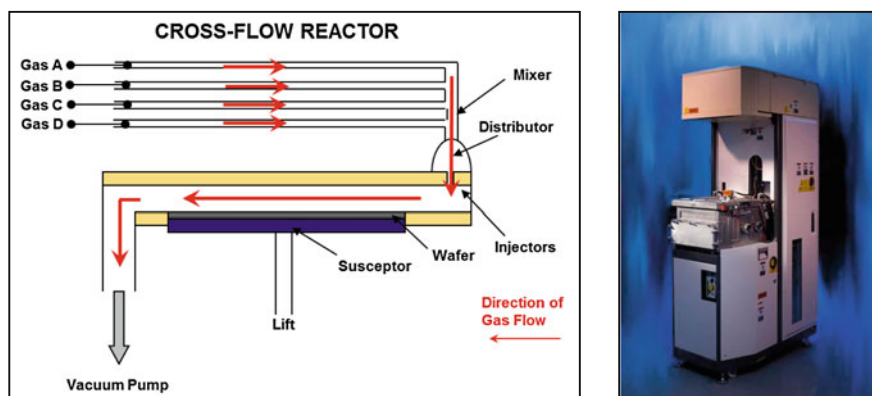 CROSS-FLOW REACTOR
Gas A
Gas B
Gas C
Gas D
Mixer
Distributor
Injectors
Wafer
Susceptor
Lift
Direction of
Gas Flow
Vacuum Pump